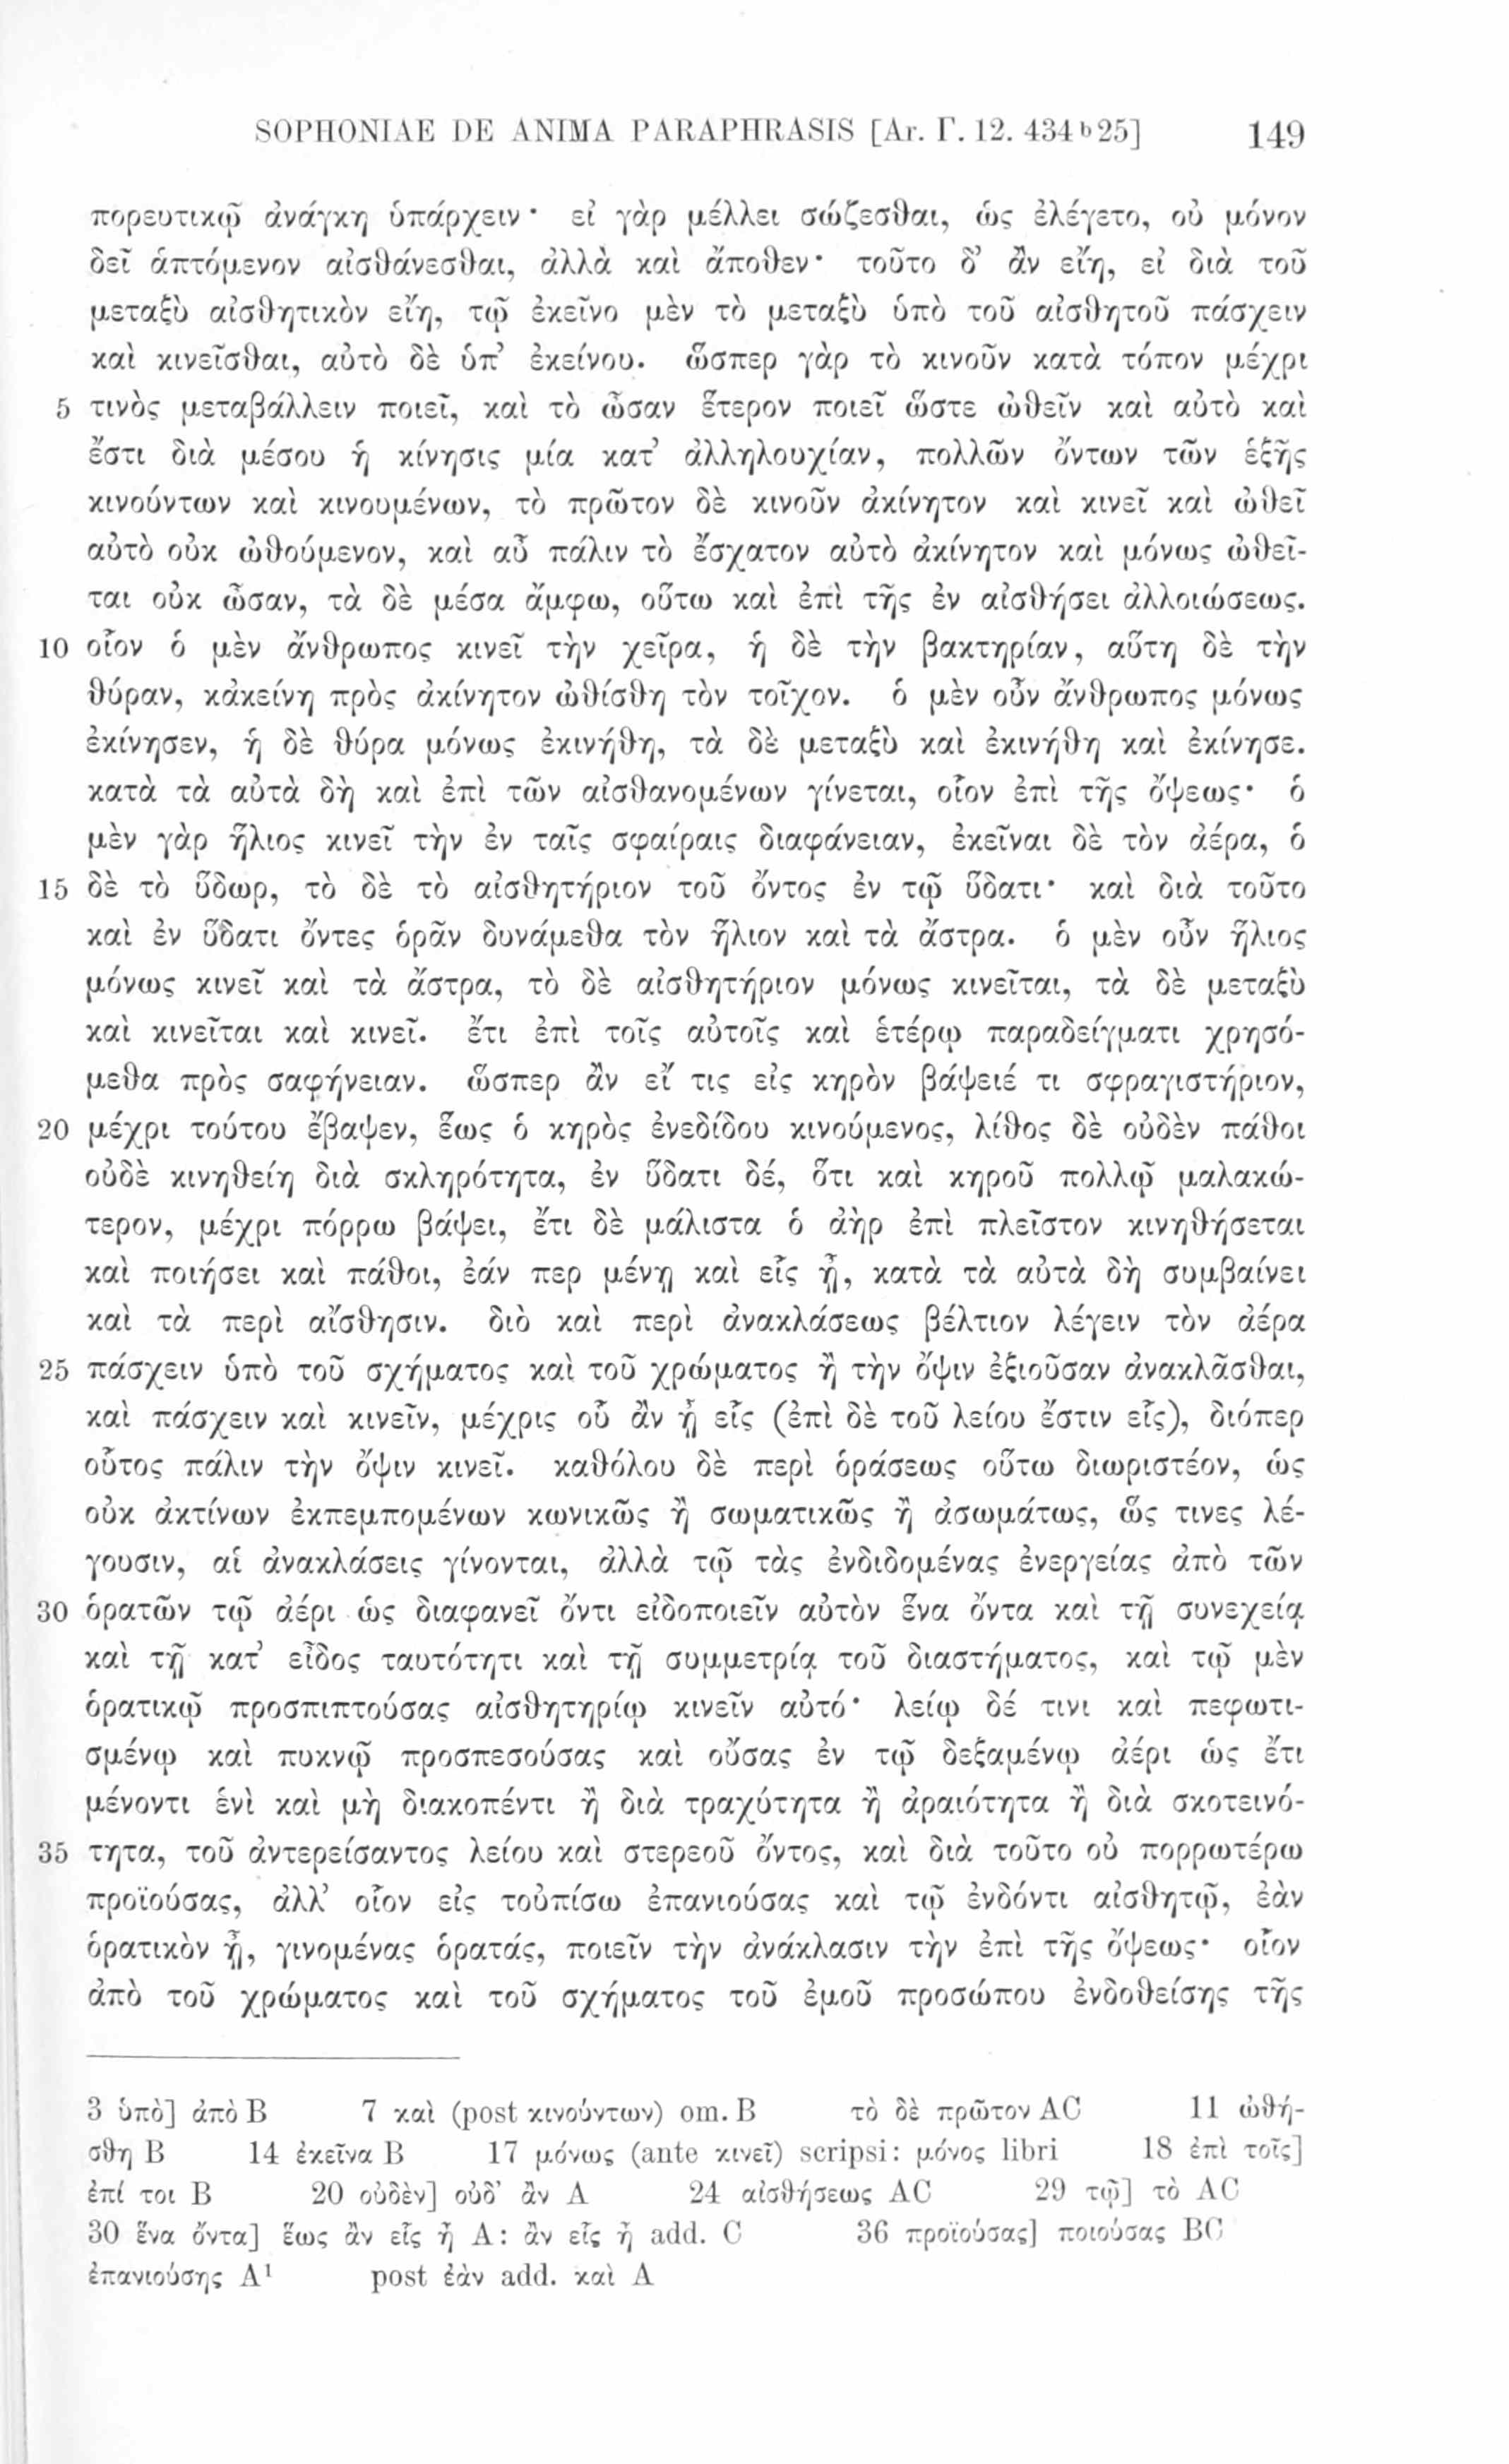 SOPHONIAE DE ANIMA PARAPHRASIS [Ar. Γ. 12. 434 b 25] 149
πορευτικῷ ἀνάγκη ὑπάρχειν· εἰ γὰρ μέλλει σώζεσθαι, ὡς ἐλέγετο, οὐ μόνον
δεῖ ἁπτόμενον αἰσθάνεσθαι, ἀλλὰ καὶ ἄποθεν· τοῦτο δ’ ἂν εἴη, εἰ διὰ τοῦ
μεταξὺ αἰσθητικὸν εἴη, τῷ ἐκεῖνο μὲν τὸ μεταξὺ ὑπὸ τοῦ αἰσθητοῦ πάσχειν
καὶ κινεῖσθαι, αὐτὸ δὲ ὑπ’ ἐκείνου. ὥσπερ γὰρ τὸ κινοῦν κατὰ τόπον μέχρι
5 τινὸς μεταβάλλειν ποιεῖ, καὶ τὸ ὦσαν ἕτερον ποιεῖ ὥστε ὠθεῖν καὶ αὐτὸ καὶ
ἔστι διὰ μέσου ἡ κίνησις μία κατ’ ἀλληλουχίαν, πολλῶν ὄντων τῶν ἑξῆς
κινούντων καὶ κινουμένων, τὸ πρῶτον δὲ κινοῦν ἀκίνητον καὶ κινεῖ καὶ ὠθεῖ
αὐτὸ οὐκ ὠθούμενον, καὶ αὖ πάλιν τὸ ἔσχατον αὐτὸ ἀκίνητον καὶ μόνως ὠθεῖ-
ται οὐκ ὦσαν, τὰ δὲ μέσα ἄμφω, οὕτω καὶ ἐπὶ τῆς ἐν αἰσθήσει ἀλλοιώσεως.
10 οἷον ὁ μὲν ἄνθρωπος κινεῖ τὴν χεῖρα, ἡ δὲ τὴν βακτηρίαν, αὕτη δὲ τὴν
θύραν, κἀκείνη πρὸς ἀκίνητον ὠθίσθη τὸν τοῖχον. ὁ μὲν οὖν ἄνθρωπος μόνως
ἐκίνησεν, ἡ δὲ θύρα μόνως ἐκινήθη, τὰ δὲ μεταξὺ καὶ ἐκινήθη καὶ ἐκίνησε.
κατὰ τὰ αὐτὰ δὴ καὶ ἐπὶ τῶν αἰσθανομένων γίνεται, οἷον ἐπὶ τῆς ὄψεως· ὁ
μὲν γὰρ ἥλιος κινεῖ τὴν ἐν ταῖς σφαίραις διαφάνειαν, ἐκεῖναι δὲ τὸν ἀέρα, ὁ
15 δὲ τὸ ὕδωρ, τὸ δὲ τὸ αἰσθητήριον τοῦ ὄντος ἐν τῷ ὕδατι· καὶ διὰ τοῦτο
καὶ ἐν ὕδατι ὄντες ὁρᾶν δυνάμεθα τὸν ἥλιον καὶ τὰ ἄστρα. ὁ μὲν οὖν ἥλιος
μόνως κινεῖ καὶ τὰ ἄστρα, τὸ δὲ αἰσθητήριον μόνως κινεῖται, τὰ δὲ μεταξὺ
καὶ κινεῖται καὶ κινεῖ. ἔτι ἐπὶ τοῖς αὐτοῖς καὶ ἑτέρῳ παραδείγματι χρησό-
μεθα πρὸς σαφήνειαν. ὥσπερ ἂν εἴ τις εἰς κηρὸν βάψειέ τι σφραγιστήριον,
20 μέχρι τούτου ἔβαψεν, ἕως ὁ κηρὸς ἐνεδίδου κινούμενος, λίθος δὲ οὐδὲν πάθοι
οὐδὲ κινηθείη διὰ σκληρότητα, ἐν ὕδατι δέ, ὅτι καὶ κηροῦ πολλῷ μαλακώ-
τερον, μέχρι πόρρω βάψει, ἔτι δὲ μάλιστα ὁ ἀὴρ ἐπὶ πλεῖστον κινηθήσεται
καὶ ποιήσει καὶ πάθοι, ἐάν περ μένῃ καὶ εἷς ᾖ, κατὰ τὰ αὐτὰ δὴ συμβαίνει
καὶ τὰ περὶ αἴσθησιν. διὸ καὶ περὶ ἀνακλάσεως βέλτιον λέγειν τὸν ἀέρα
25 πάσχειν ὑπὸ τοῦ σχήματος καὶ τοῦ χρώματος ἢ τὴν ὄψιν ἐξιοῦσαν ἀνακλᾶσθαι,
καὶ πάσχειν καὶ κινεῖν, μέχρις οὗ ἂν ᾖ εἷς (ἐπὶ δὲ τοῦ λείου ἔστιν εἷς), διόπερ
οὗτος πάλιν τὴν ὄψιν κινεῖ. καθόλου δὲ περὶ ὁράσεως οὕτω διωριστέον, ὡς
οὐκ ἀκτίνων ἐκπεμπομένων κωνικῶς ἢ σωματικῶς ἢ ἀσωμάτως, ὥς τινες λέ-
γουσιν, αἱ ἀνακλάσεις γίνονται, ἀλλὰ τῷ τὰς ἐνδιδομένας ἐνεργείας ἀπὸ τῶν
30 ὁρατῶν τῷ ἀέρι ὡς διαφανεῖ ὄντι εἰδοποιεῖν αὐτὸν ἕνα ὄντα καὶ τῇ συνεχείᾳ
καὶ τῇ κατ’ εἶδος ταυτότητι καὶ τῇ συμμετρίᾳ τοῦ διαστήματος, καὶ τῷ μὲν
ὁρατικῷ προσπιπτούσας αἰσθητηρίῳ κινεῖν αὐτό· λείῳ δέ τινι καὶ πεφωτι-
σμένῳ καὶ πυκνῷ προσπεσούσας καὶ οὔσας ἐν τῷ δεξαμένῳ ἀέρι ὡς ἔτι
μένοντι ἑνὶ καὶ μὴ διακοπέντι ἢ διὰ τραχύτητα ἢ ἀραιότητα ἢ διὰ σκοτεινό-
35 τητα, τοῦ ἀντερείσαντος λείου καὶ στερεοῦ ὄντος, καὶ διὰ τοῦτο οὐ πορρωτέρω
προϊούσας, ἀλλ’ οἷον εἰς τοὐπίσω ἐπανιούσας καὶ τῷ ἐνδόντι αἰσθητῷ, ἐὰν
ὁρατικὸν ᾖ, γινομένας ὁρατάς, ποιεῖν τὴν ἀνάκλασιν τὴν ἐπὶ τῆς ὄψεως· οἷον
ἀπὸ τοῦ χρώματος καὶ τοῦ σχήματος τοῦ ἐμοῦ προσώπου ἐνδοθείσης τῆς
3 ὑπὸ] ἀπὸ B 7 καὶ (post κινούντων) om. B τὸ δὲ πρῶτον AC 11 ὠθή-
σθη B 14 ἐκεῖνα B 17 μόνως (ante κινεῖ) scripsi: μόνος libri 18 ἐπὶ τοῖς]
ἐπί τοι B 20 οὐδὲν] οὐδ’ ἂν A 24 αἰσθήσεως AC 29 τῷ] τὸ AC
30 ἕνα ὄντα] ἕως ἂν εἷς ᾖ A: ἂν εἷς ᾖ add. C 36 προϊούσας] ποιούσας BC
ἐπανιούσης A¹ post ἐὰν add. καὶ A